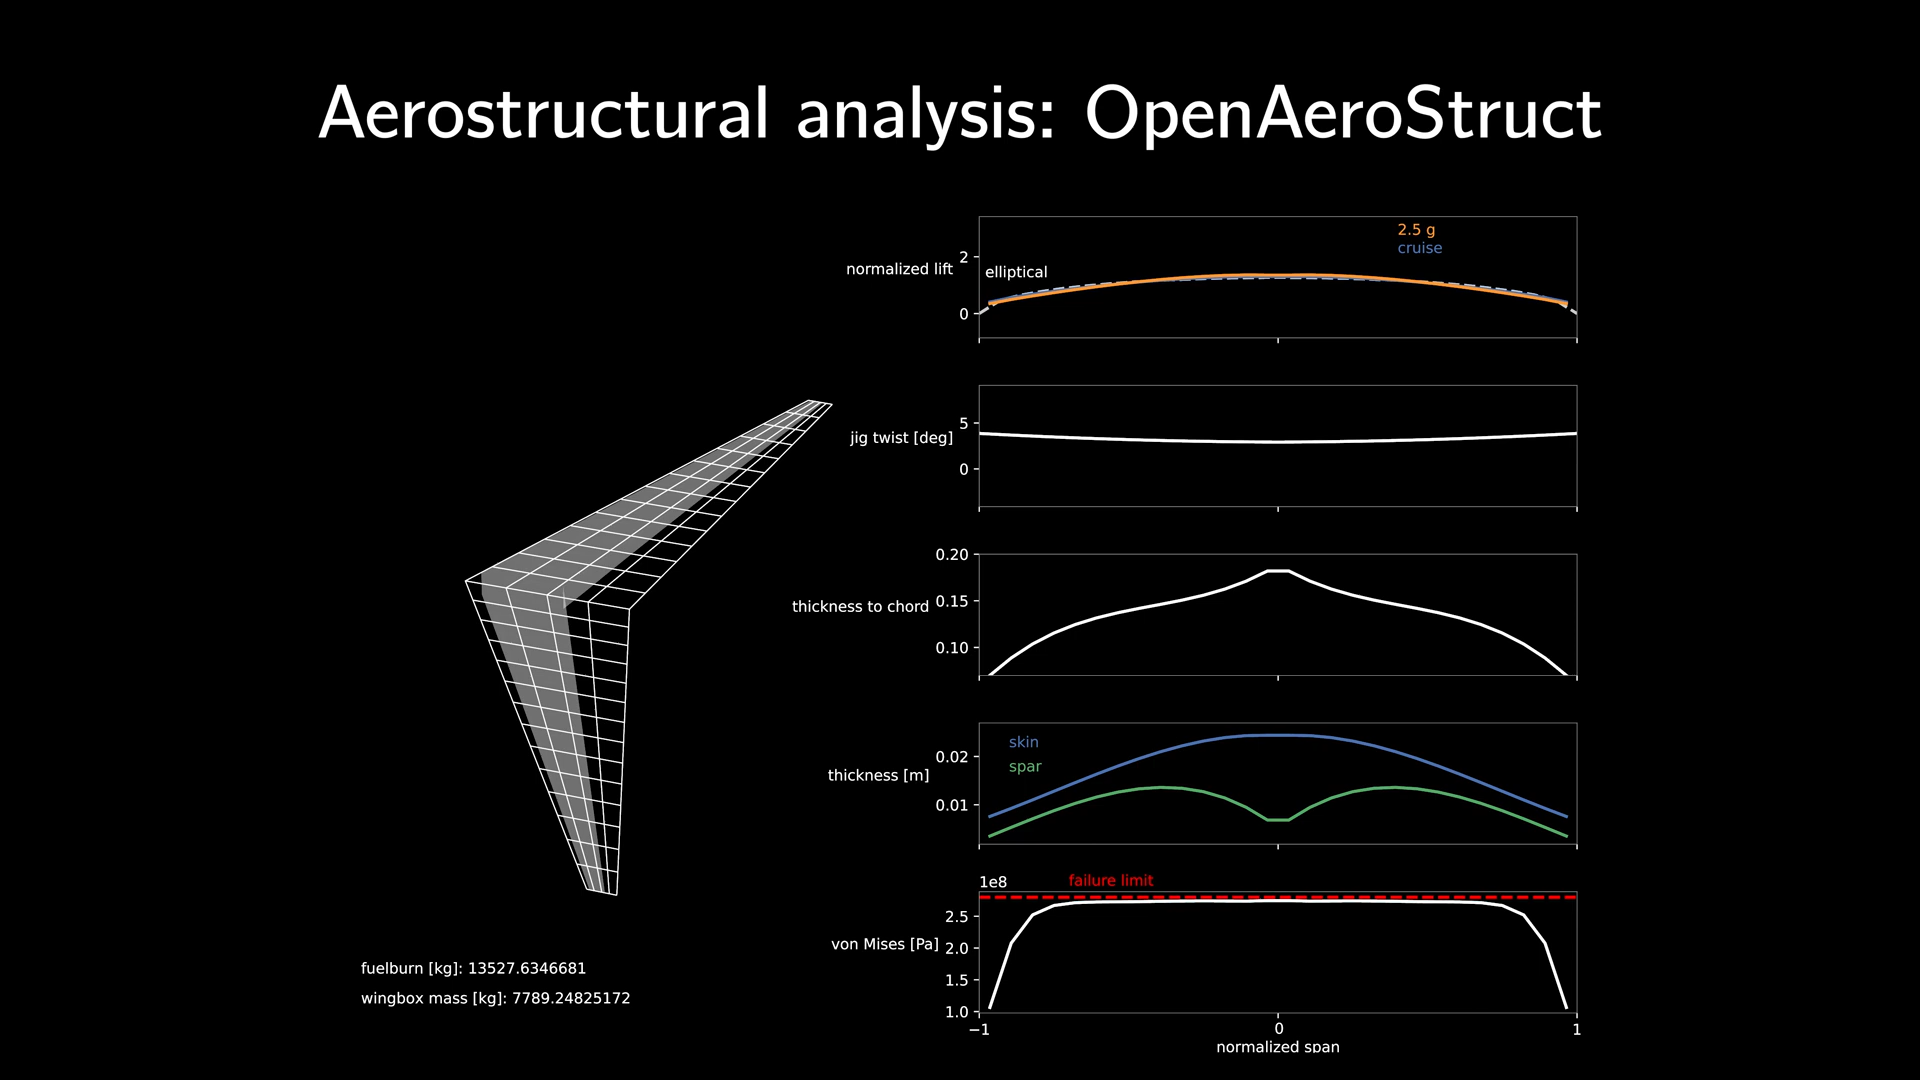 Aerostructural analysis: OpenAeroStruct
2.5 g
cruise
elliptical
normalized lift
2
0
jig twist [deg]
5
0
thickness to chord
0.20
0.15
0.10
skin
spar
thickness [m]
0.02
0.01
1e8
failure limit
von Mises [Pa]
2.5
2.0
1.5
1.0
−1
0
1
normalized span
fuelburn [kg]: 13527.6346681
wingbox mass [kg]: 7789.24825172